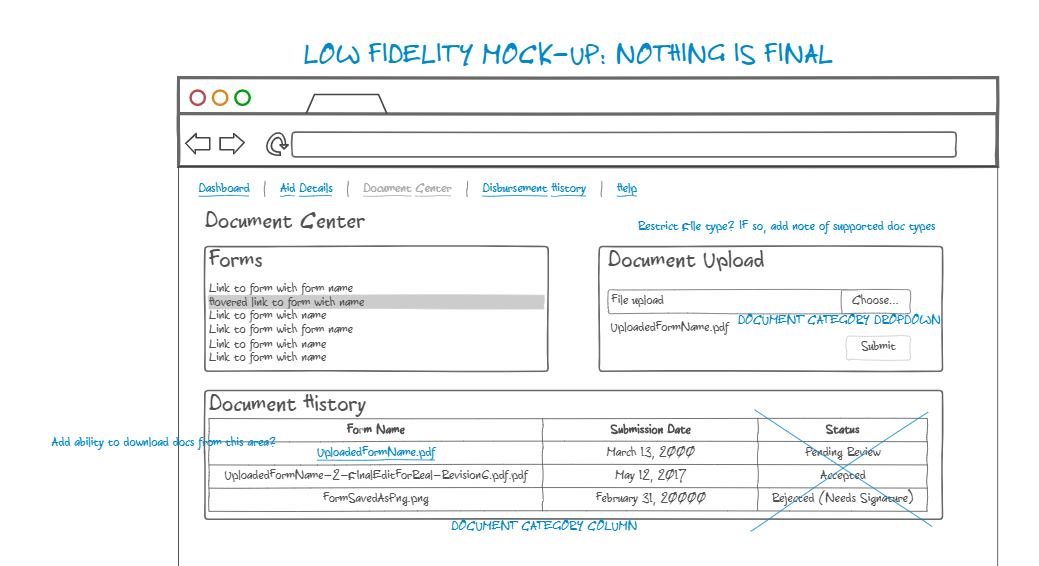 LOW FIDELITY MOCK-UP: NOTHING IS FINAL
Dashboard | Aid Details | Document Center | Disbursement History | Help
Document Center
Restrict file type? IF so, add note of supported doc types
Forms
Link to form with form name
Hovered link to form with name
Link to form with name
Link to form with form name
Link to form with name
Link to form with name
Document Upload
File upload
Choose...
DOCUMENT CATEGORY DROPDOWN
UploadedFormName.pdf
Submit
Document History
Add ability to download docs from this area?
Form Name Submission Date Status
UploadedFormName.pdf March 13, 2000 Pending Review
UploadedFormName-2-FInalEditForReal-Revision6.pdf.pdf May 12, 2017 Accepted
FormSavedAsPng.png February 31, 20000 Rejected (Needs Signature)
DOCUMENT CATEGORY COLUMN